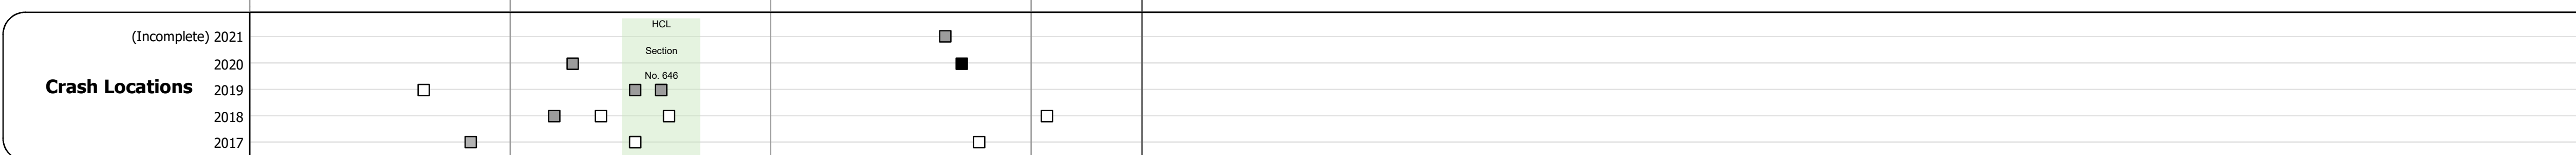 HCL
(Incomplete) 2021
Section
2020
No. 646
Crash Locations
2019
2018
2017